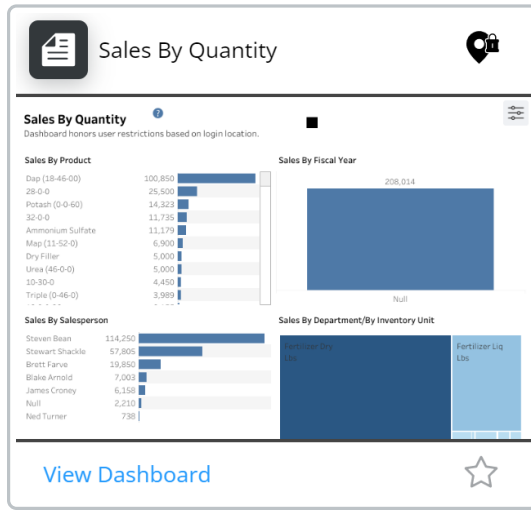 Sales By Quantity
Sales By Quantity ?
Dashboard honors user restrictions based on login location.
Sales By Product
Dap (18-46-00) 100,850
28-0-0 25,500
Potash (0-0-60) 14,323
32-0-0 11,735
Ammonium Sulfate 11,179
Map (11-52-0) 6,900
Dry Filler 5,000
Urea (46-0-0) 5,000
10-30-0 4,450
Triple (0-46-0) 3,989
Sales By Fiscal Year
208,014
Null
Sales By Salesperson
Steven Bean 114,250
Stewart Shackle 57,805
Brett Farve 19,850
Blake Arnold 7,003
James Croney 6,158
Null 2,210
Ned Turner 738
Sales By Department/By Inventory Unit
Fertilizer Dry
Lbs
Fertilizer Liq
Lbs
View Dashboard